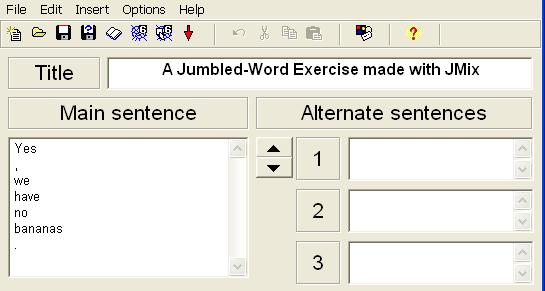 File Edit Insert Options Help
?
Title
A Jumbled-Word Exercise made with JMix
Main sentence
Alternate sentences
Yes
,
we
have
no
bananas
.
1
2
3